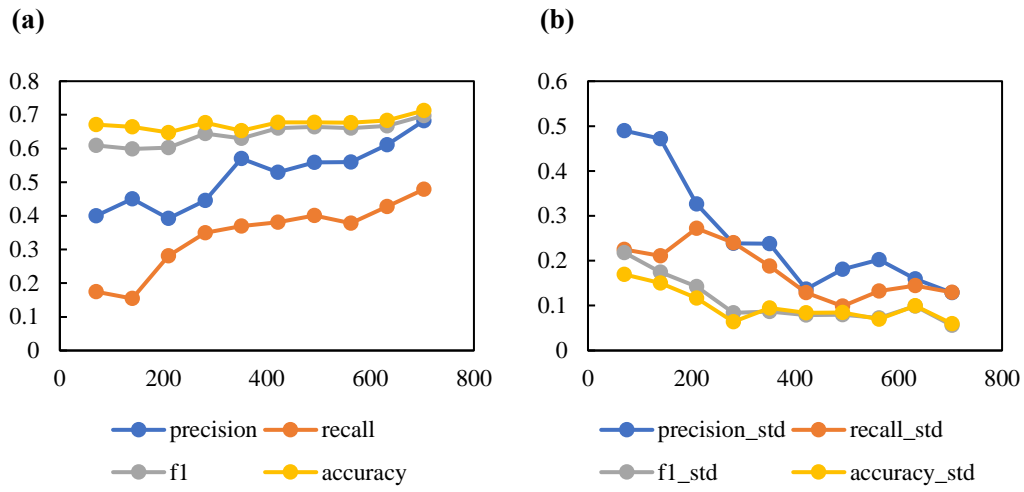 (a)
0.8
0.7
0.6
0.5
0.4
0.3
0.2
0.1
0
0 200 400 600 800
precision recall
f1 accuracy
(b)
0.6
0.5
0.4
0.3
0.2
0.1
0
0 200 400 600 800
precision_std recall_std
f1_std accuracy_std